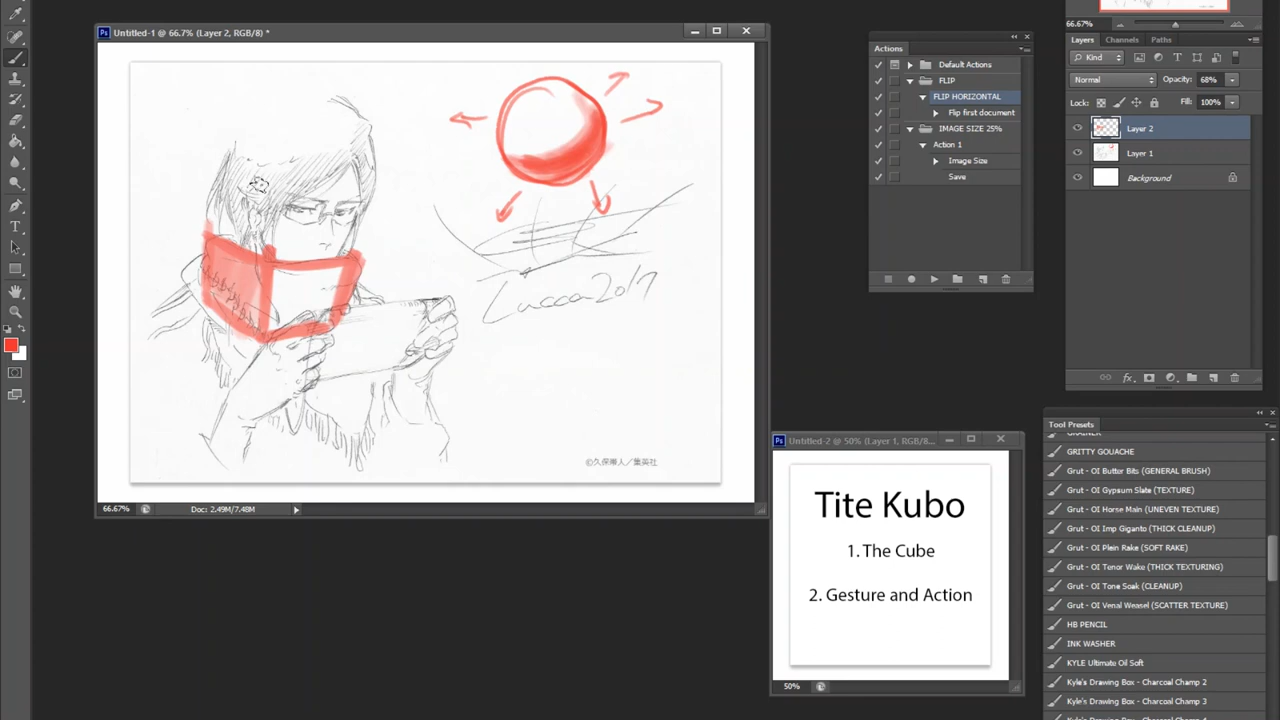 Untitled-1 @ 66.7% (Layer 2, RGB/8) *
Lucca 2017
©久保帯人／集英社
66.67%
Doc: 2.49M/7.48M
Actions
Default Actions
FLIP
FLIP HORIZONTAL
Flip first document
IMAGE SIZE 25%
Action 1
Image Size
Save
66.67%
Layers Channels Paths
Kind
Normal Opacity: 68%
Lock: Fill: 100%
Layer 2
Layer 1
Background
fx
Untitled-2 @ 50% (Layer 1, RGB/8...
Tite Kubo
1. The Cube
2. Gesture and Action
50%
Tool Presets
GRITTY GOUACHE
Grut - OI Butter Bits (GENERAL BRUSH)
Grut - OI Gypsum Slate (TEXTURE)
Grut - OI Horse Main (UNEVEN TEXTURE)
Grut - OI Imp Giganto (THICK CLEANUP)
Grut - OI Plein Rake (SOFT RAKE)
Grut - OI Tenor Wake (THICK TEXTURING)
Grut - OI Tone Soak (CLEANUP)
Grut - OI Venal Weasel (SCATTER TEXTURE)
HB PENCIL
INK WASHER
KYLE Ultimate Oil Soft
Kyle's Drawing Box - Charcoal Champ 2
Kyle's Drawing Box - Charcoal Champ 3